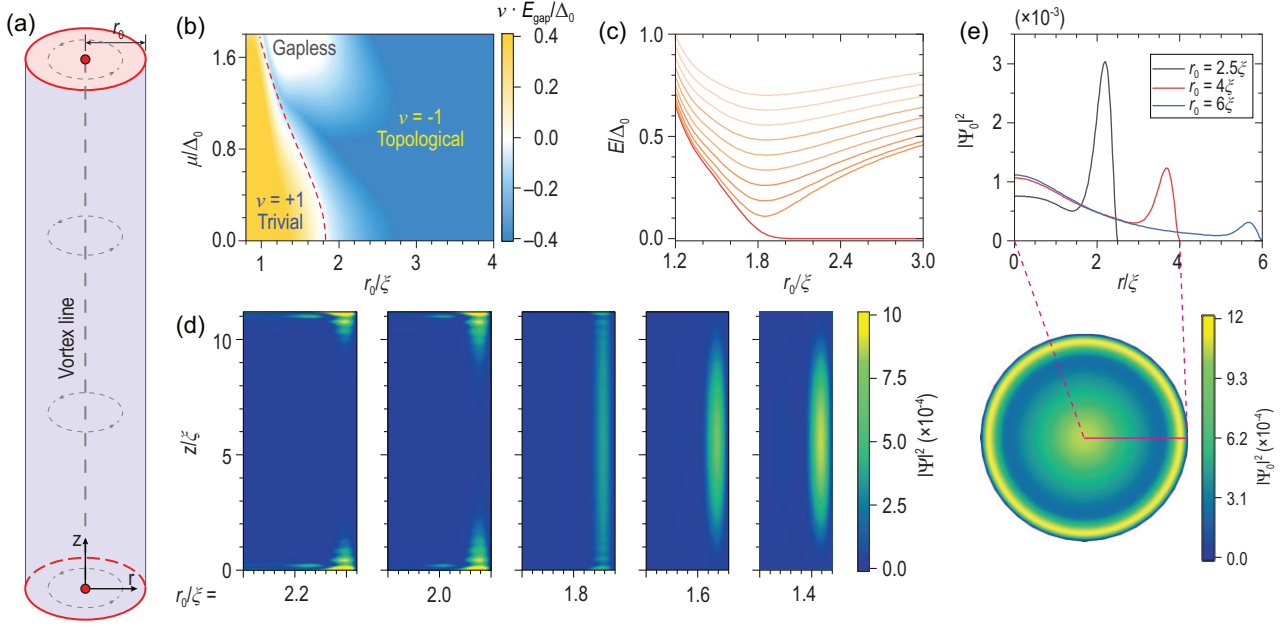 (a)
r₀
Vortex line
z
r
(b)
ν · E_gap/Δ₀
Gapless
ν = -1
Topological
ν = +1
Trivial
1.6
0.8
0.0
μ/Δ₀
1
2
3
4
r₀/ξ
0.4
0.2
0.0
−0.2
−0.4
(c)
1.0
0.5
0.0
E/Δ₀
1.2
1.8
2.4
3.0
r₀/ξ
(d)
10
5
0
z/ξ
r₀/ξ =
2.2
2.0
1.8
1.6
1.4
10
7.5
5.0
2.5
0.0
|Ψ|² (×10⁻⁴)
(e)
(×10⁻³)
r₀ = 2.5ξ
r₀ = 4ξ
r₀ = 6ξ
3
2
1
0
|Ψ₀|²
0
2
4
6
r/ξ
12
9.3
6.2
3.1
0.0
|Ψ₀|² (×10⁻⁴)